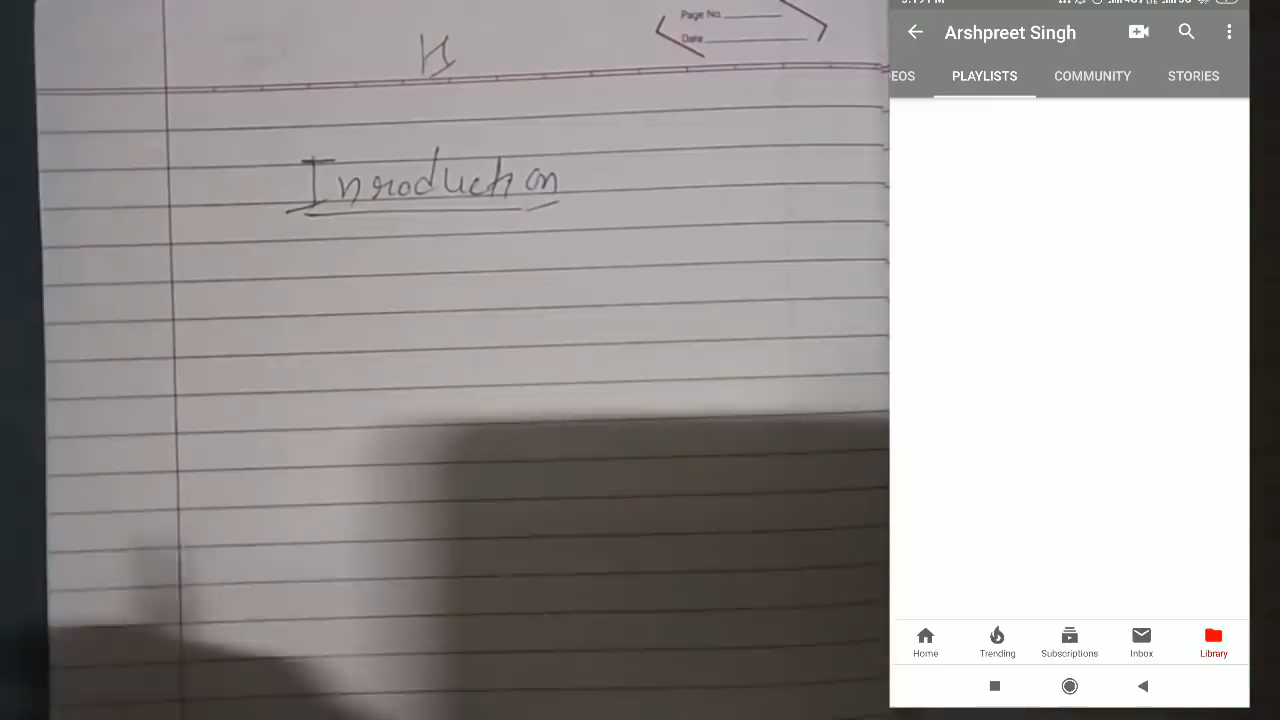 Page No.
Date
Inroduction
Arshpreet Singh
EOS PLAYLISTS COMMUNITY STORIES
Home Trending Subscriptions Inbox Library